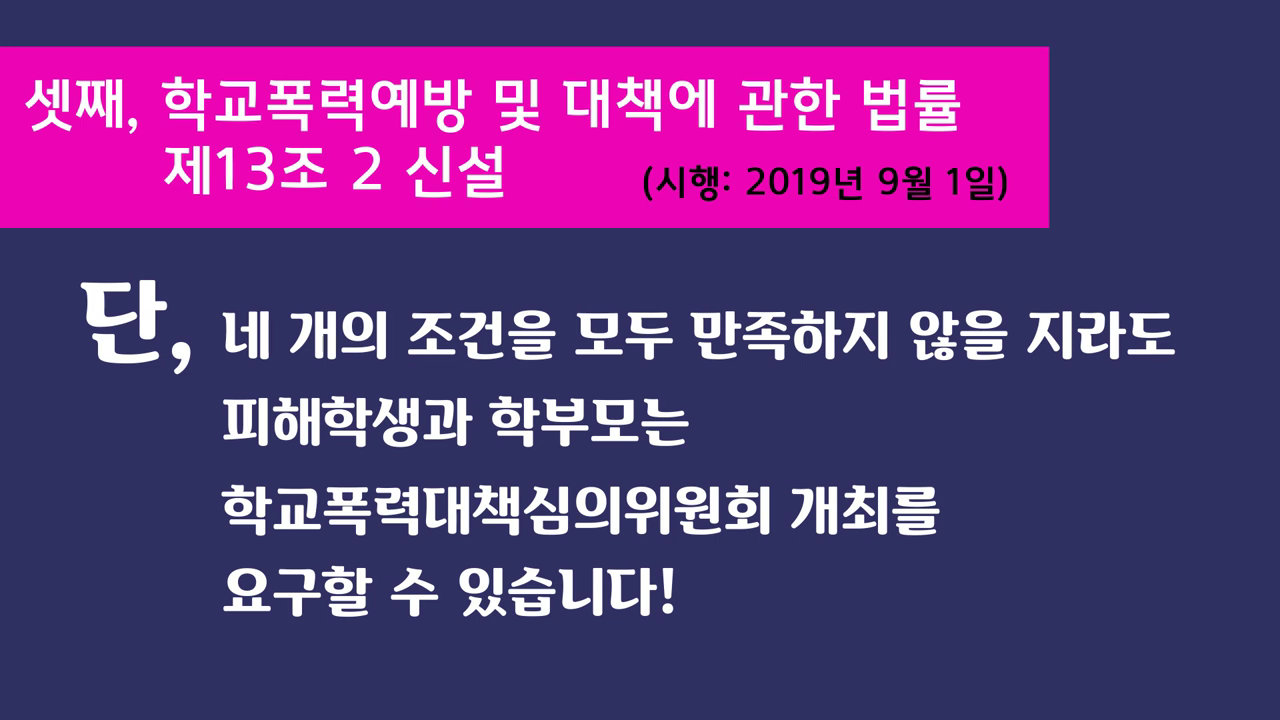 셋째, 학교폭력예방 및 대책에 관한 법률
제13조 2 신설 (시행: 2019년 9월 1일)
단, 네 개의 조건을 모두 만족하지 않을 지라도
피해학생과 학부모는
학교폭력대책심의위원회 개최를
요구할 수 있습니다!